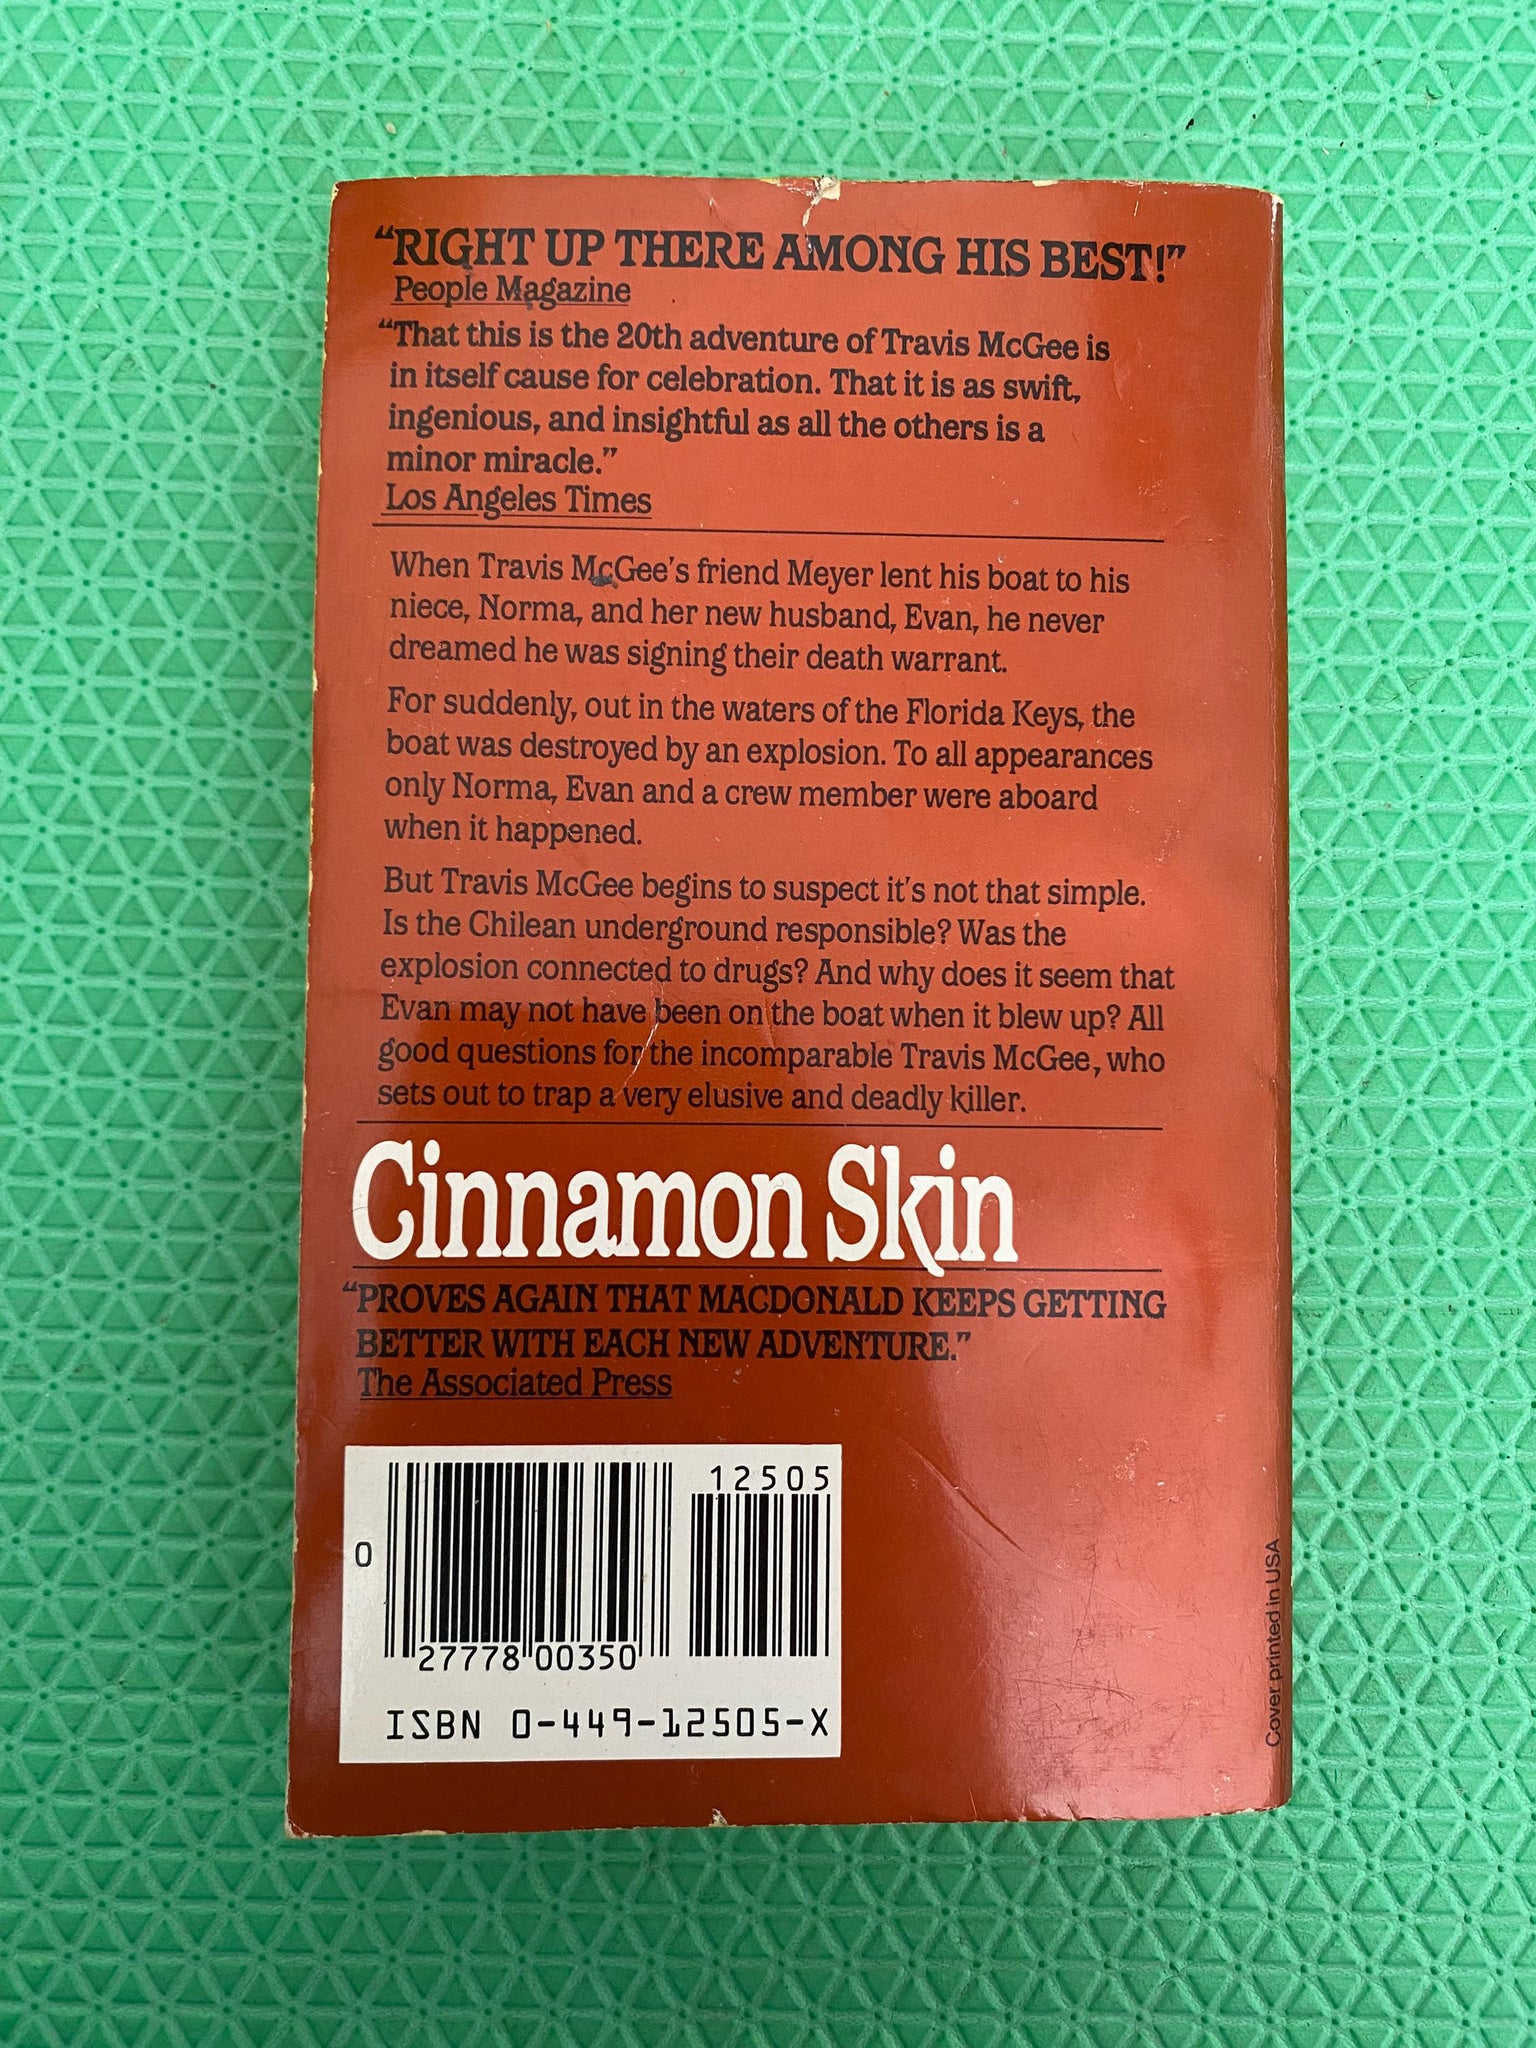 “RIGHT UP THERE AMONG HIS BEST!”
People Magazine
“That this is the 20th adventure of Travis McGee is
in itself cause for celebration. That it is as swift,
ingenious, and insightful as all the others is a
minor miracle.”
Los Angeles Times
When Travis McGee’s friend Meyer lent his boat to his
niece, Norma, and her new husband, Evan, he never
dreamed he was signing their death warrant.
For suddenly, out in the waters of the Florida Keys, the
boat was destroyed by an explosion. To all appearances
only Norma, Evan and a crew member were aboard
when it happened.
But Travis McGee begins to suspect it’s not that simple.
Is the Chilean underground responsible? Was the
explosion connected to drugs? And why does it seem that
Evan may not have been on the boat when it blew up? All
good questions for the incomparable Travis McGee, who
sets out to trap a very elusive and deadly killer.
Cinnamon Skin
“PROVES AGAIN THAT MACDONALD KEEPS GETTING
BETTER WITH EACH NEW ADVENTURE.”
The Associated Press
12505
0
27778 00350
ISBN 0-449-12505-X
Cover printed in USA